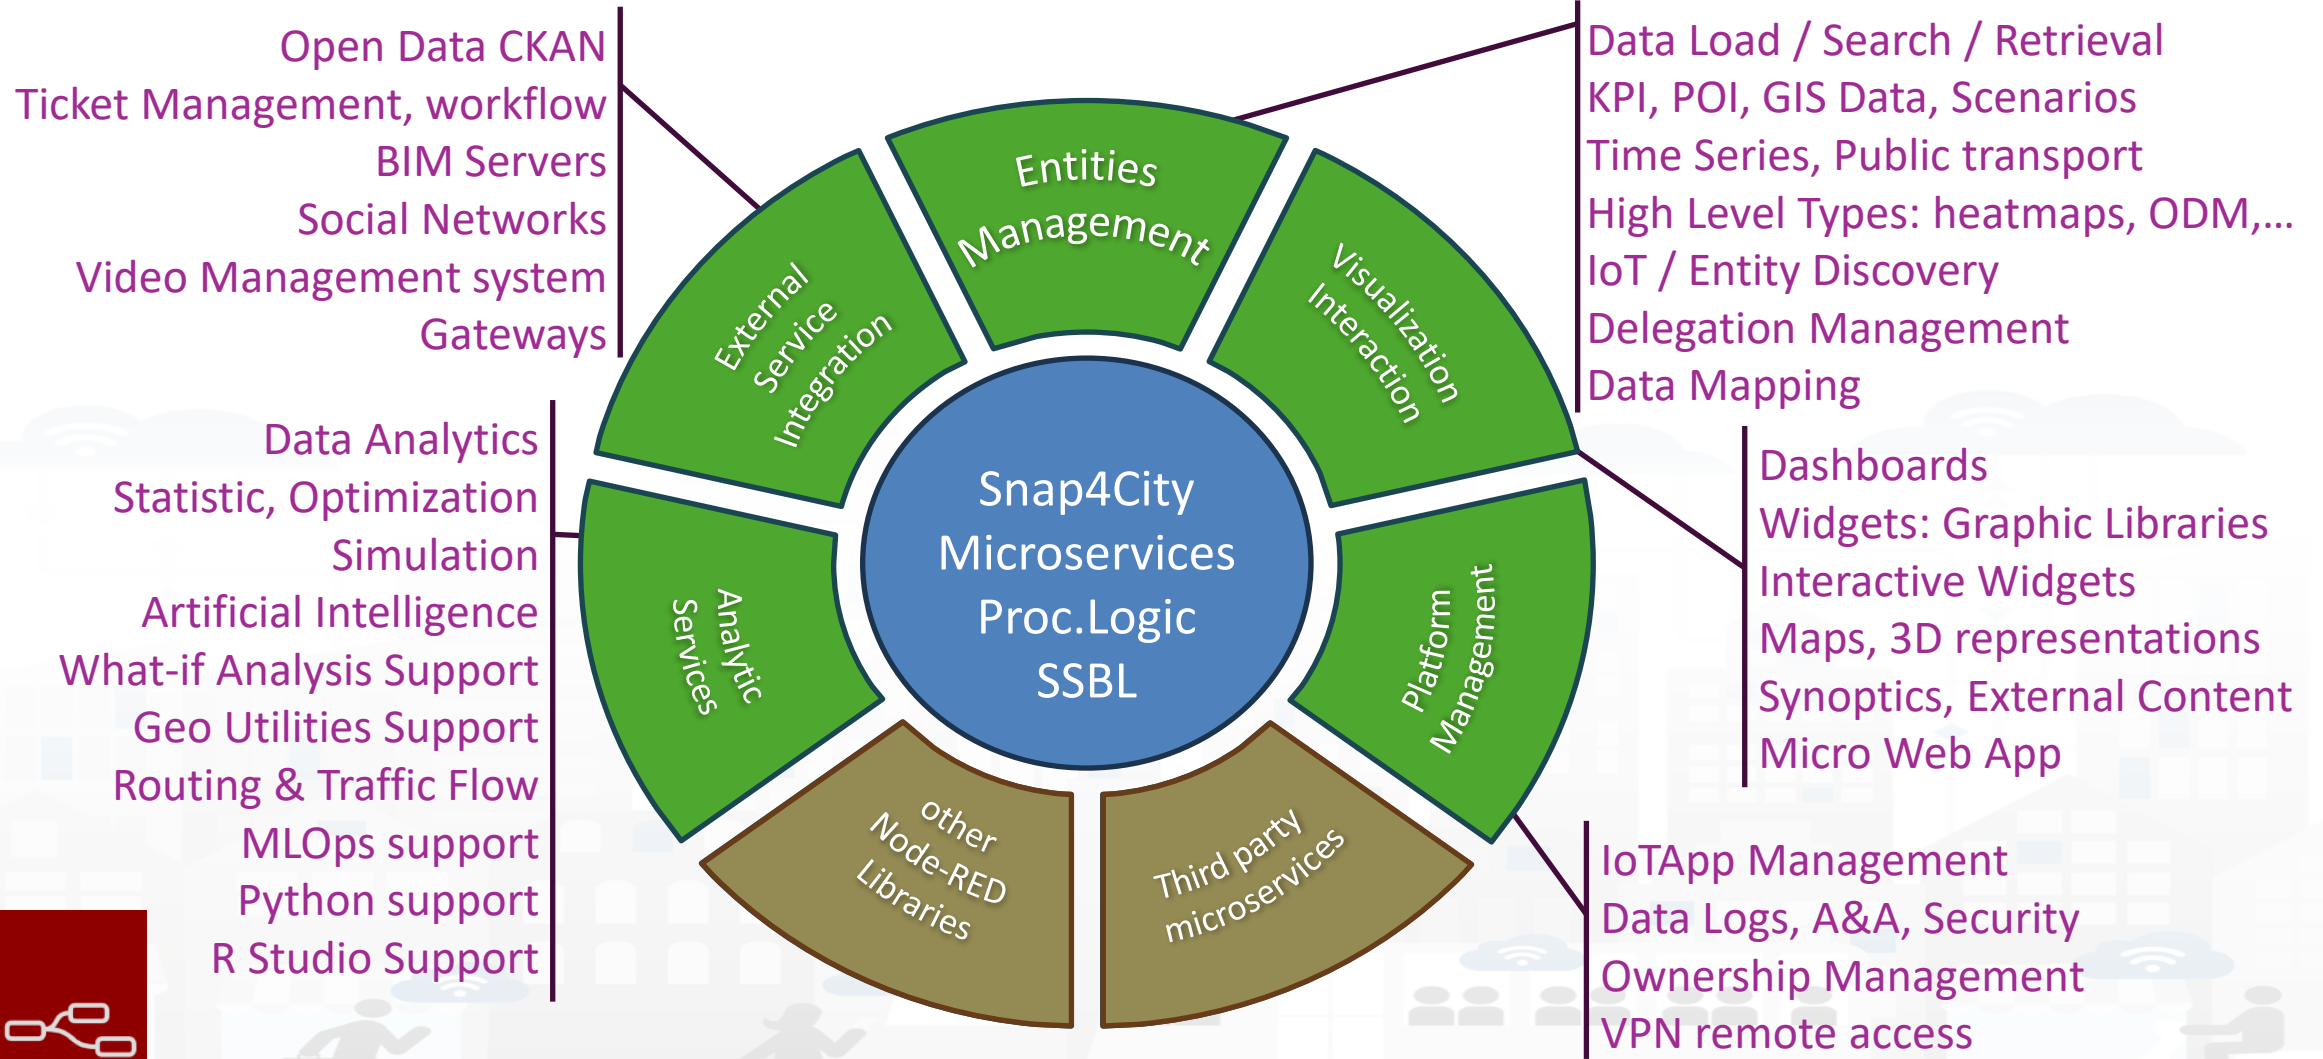 Open Data CKAN
Ticket Management, workflow
BIM Servers
Social Networks
Video Management system
Gateways
Data Analytics
Statistic, Optimization
Simulation
Artificial Intelligence
What-if Analysis Support
Geo Utilities Support
Routing & Traffic Flow
MLOps support
Python support
R Studio Support
Entities
Management
External
Service
Integration
Visualization
Interaction
Analytic
Services
Platform
Management
other
Node-RED
Libraries
Third party
microservices
Snap4City
Microservices
Proc.Logic
SSBL
Data Load / Search / Retrieval
KPI, POI, GIS Data, Scenarios
Time Series, Public transport
High Level Types: heatmaps, ODM,...
IoT / Entity Discovery
Delegation Management
Data Mapping
Dashboards
Widgets: Graphic Libraries
Interactive Widgets
Maps, 3D representations
Synoptics, External Content
Micro Web App
IoTApp Management
Data Logs, A&A, Security
Ownership Management
VPN remote access